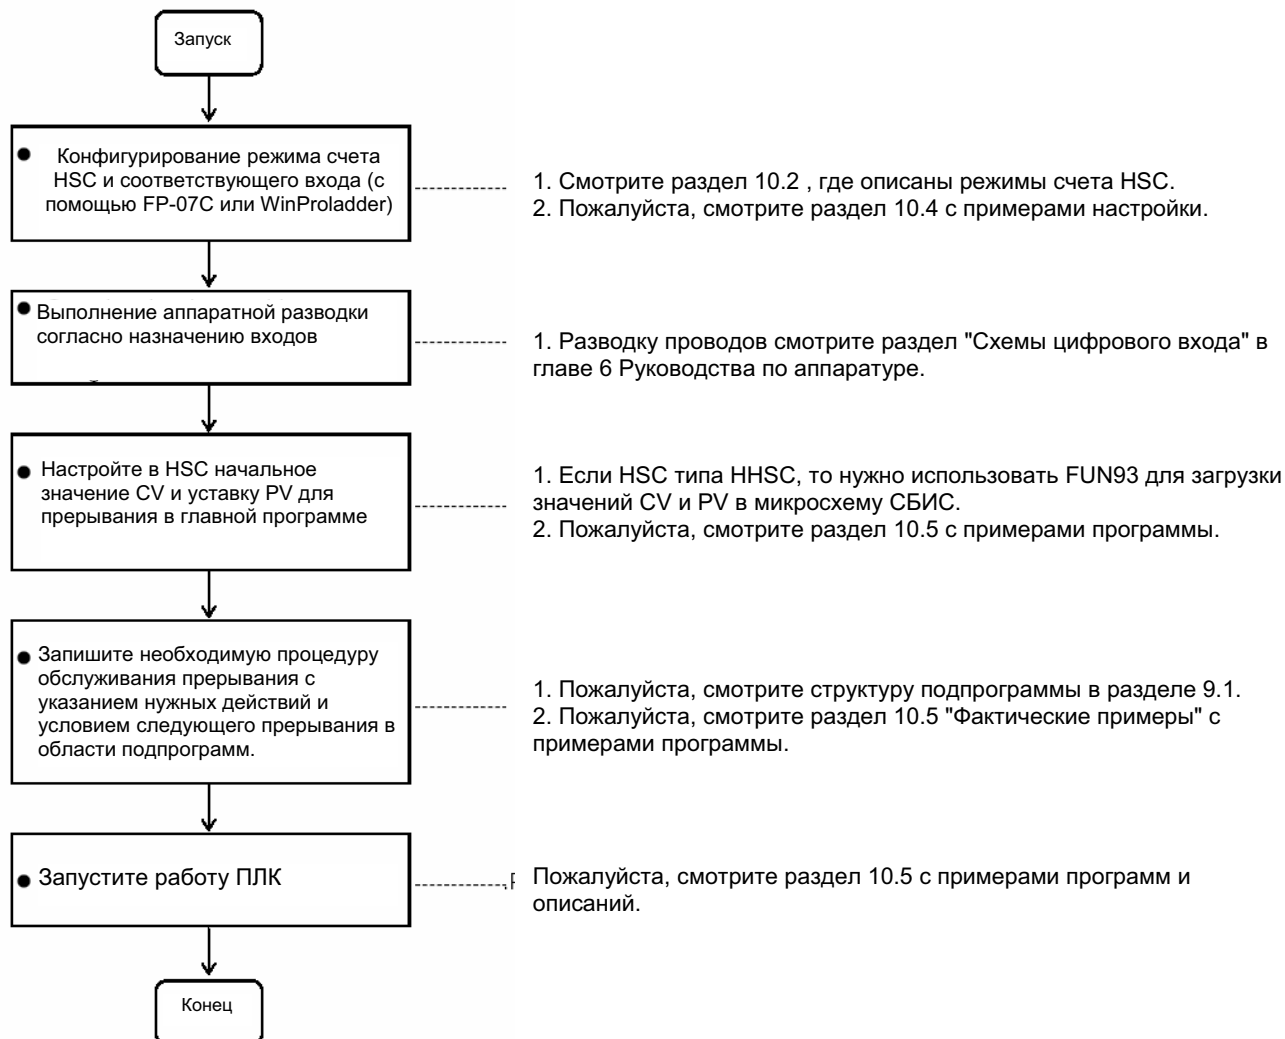 Запуск
Конфигурирование режима счета
HSC и соответствующего входа (с
помощью FP-07C или WinProladder)
1. Смотрите раздел 10.2 , где описаны режимы счета HSC.
2. Пожалуйста, смотрите раздел 10.4 с примерами настройки.
Выполнение аппаратной разводки
согласно назначению входов
1. Разводку проводов смотрите раздел "Схемы цифрового входа" в
главе 6 Руководства по аппаратуре.
Настройте в HSC начальное
значение CV и уставку PV для
прерывания в главной программе
1. Если HSC типа HHSC, то нужно использовать FUN93 для загрузки
значений CV и PV в микросхему СБИС.
2. Пожалуйста, смотрите раздел 10.5 с примерами программы.
Запишите необходимую процедуру
обслуживания прерывания с
указанием нужных действий и
условием следующего прерывания в
области подпрограмм.
1. Пожалуйста, смотрите структуру подпрограммы в разделе 9.1.
2. Пожалуйста, смотрите раздел 10.5 "Фактические примеры" с
примерами программы.
Запустите работу ПЛК
Пожалуйста, смотрите раздел 10.5 с примерами программ и
описаний.
Конец